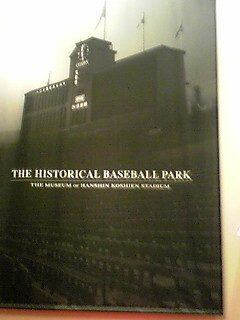 THE HISTORICAL BASEBALL PARK
THE MUSEUM OF HANSHIN KOSHIEN STADIUM